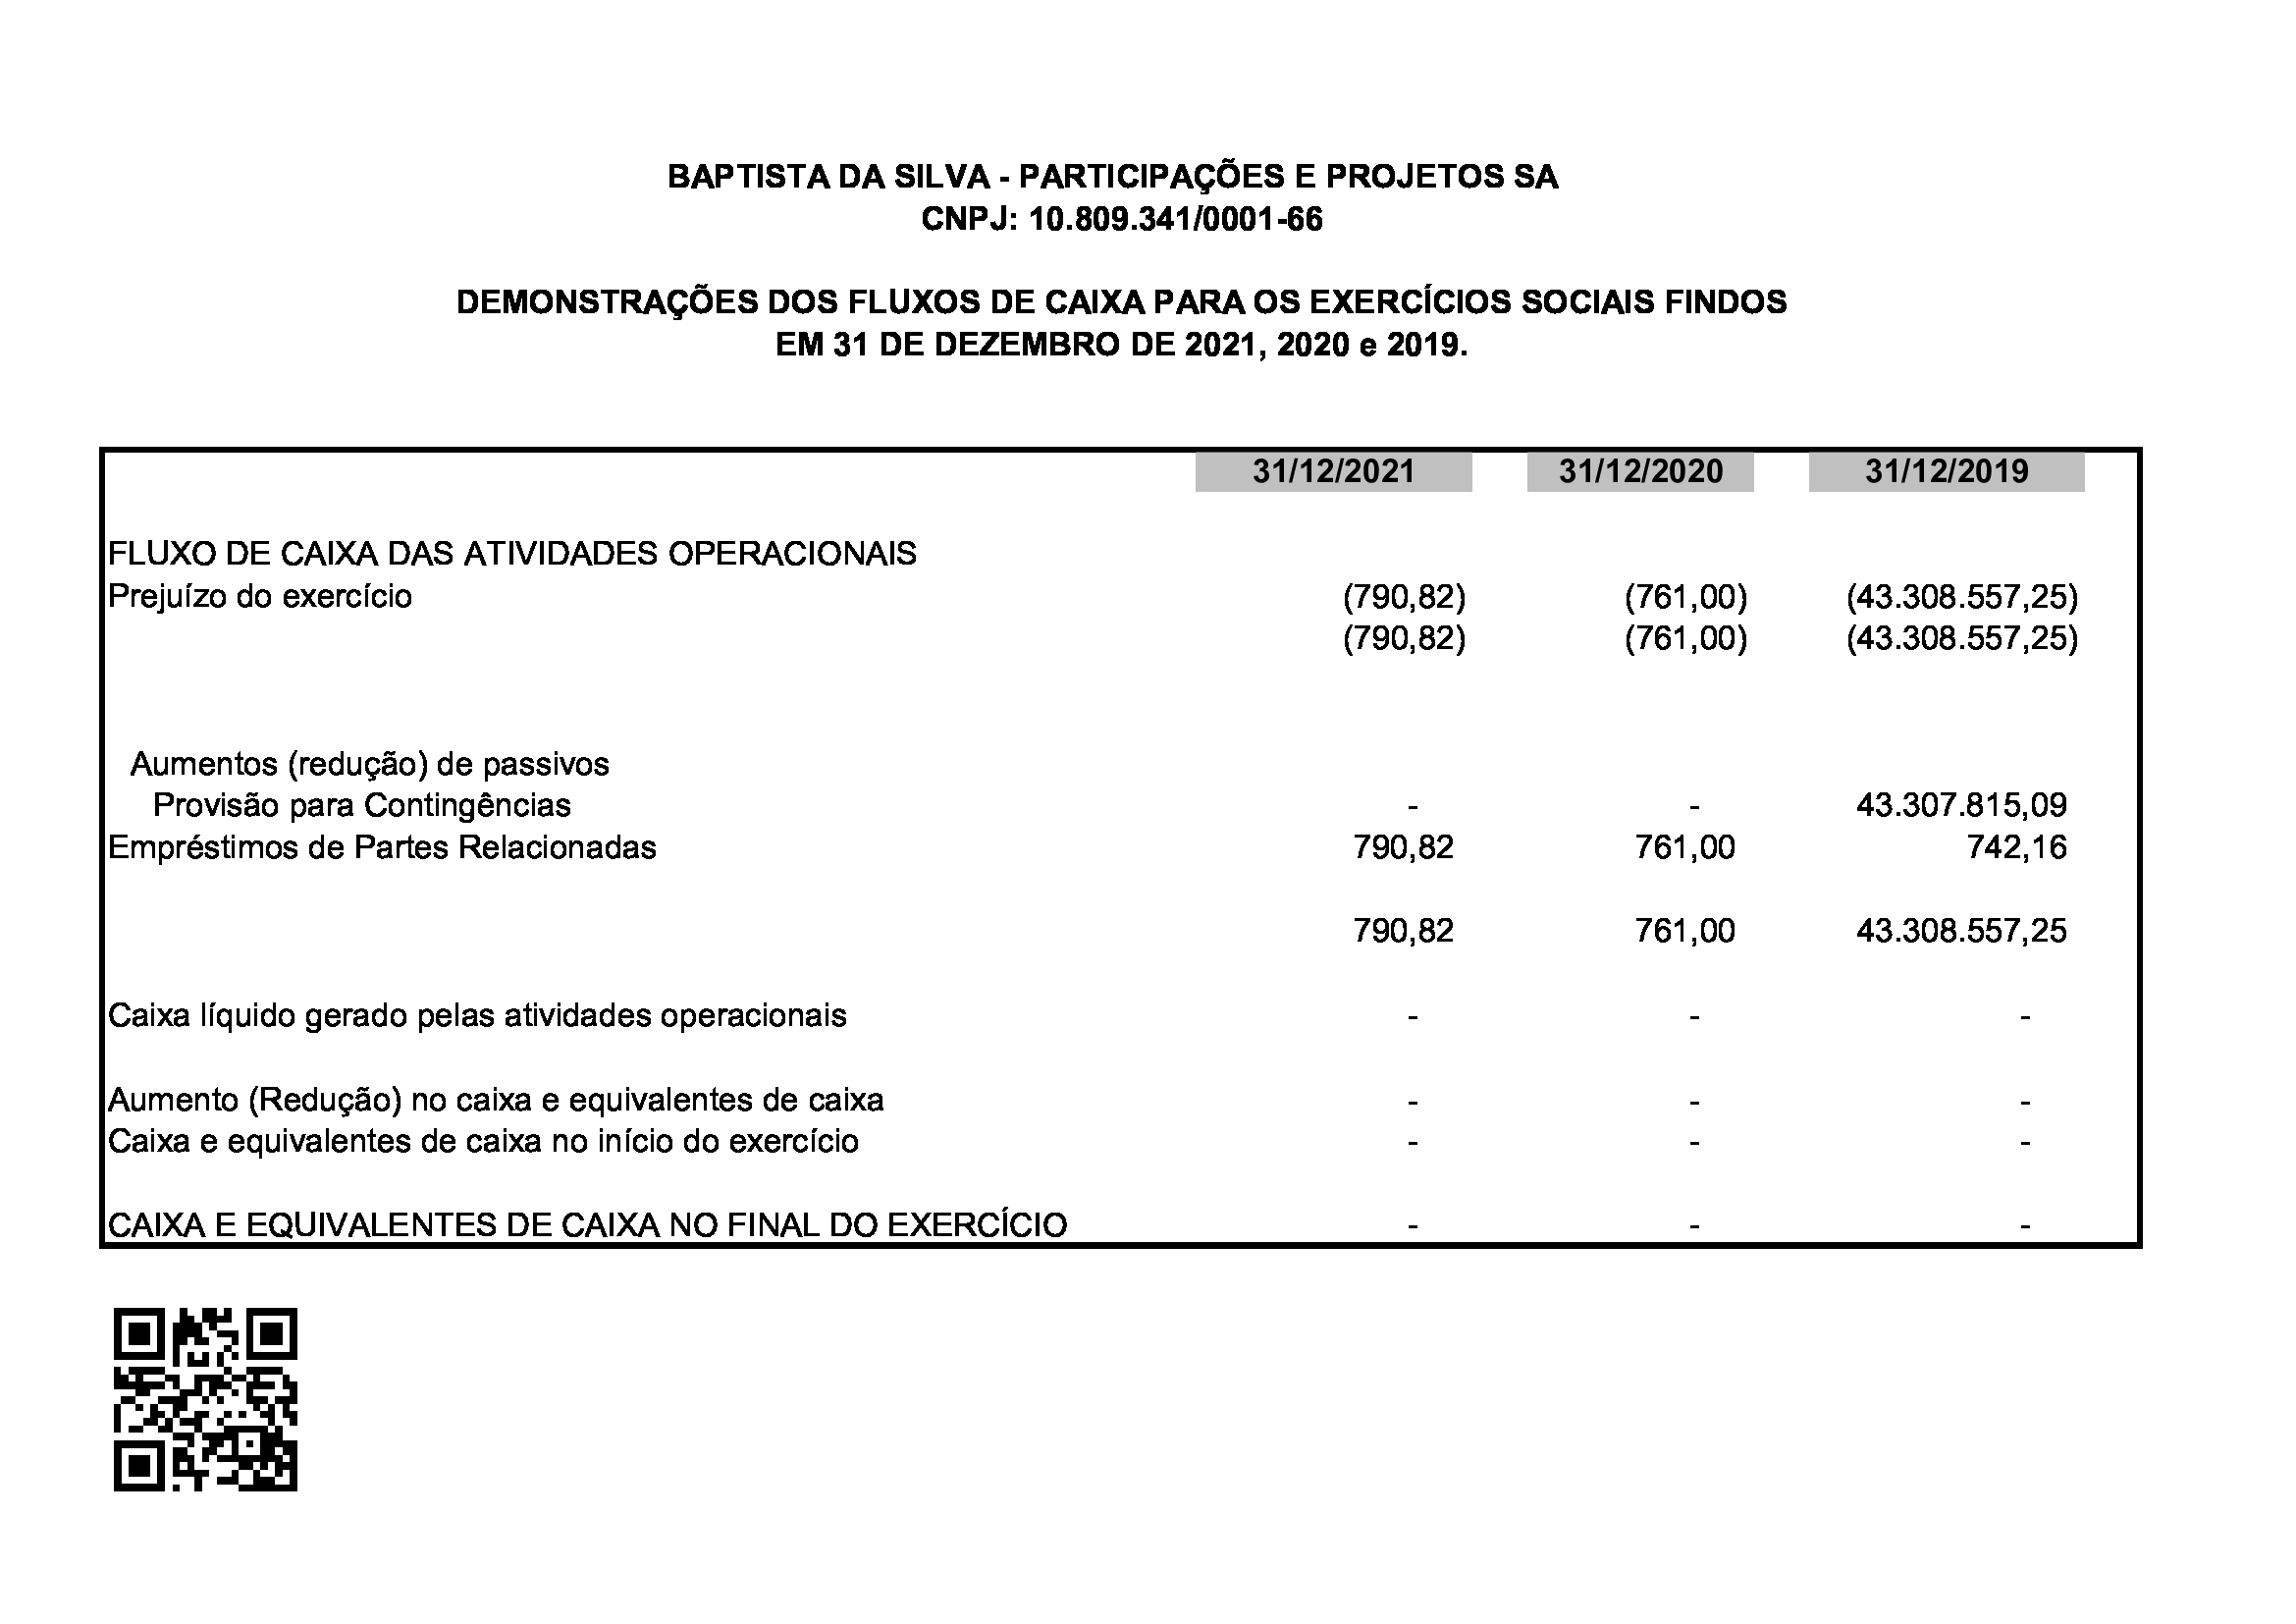 BAPTISTA DA SILVA - PARTICIPAÇÕES E PROJETOS SA
CNPJ: 10.809.341/0001-66
DEMONSTRAÇÕES DOS FLUXOS DE CAIXA PARA OS EXERCÍCIOS SOCIAIS FINDOS
EM 31 DE DEZEMBRO DE 2021, 2020 e 2019.
31/12/2021 31/12/2020 31/12/2019
FLUXO DE CAIXA DAS ATIVIDADES OPERACIONAIS
Prejuízo do exercício (790,82) (761,00) (43.308.557,25)
(790,82) (761,00) (43.308.557,25)
Aumentos (redução) de passivos
Provisão para Contingências - - 43.307.815,09
Empréstimos de Partes Relacionadas 790,82 761,00 742,16
790,82 761,00 43.308.557,25
Caixa líquido gerado pelas atividades operacionais - - -
Aumento (Redução) no caixa e equivalentes de caixa - - -
Caixa e equivalentes de caixa no início do exercício - - -
CAIXA E EQUIVALENTES DE CAIXA NO FINAL DO EXERCÍCIO - - -